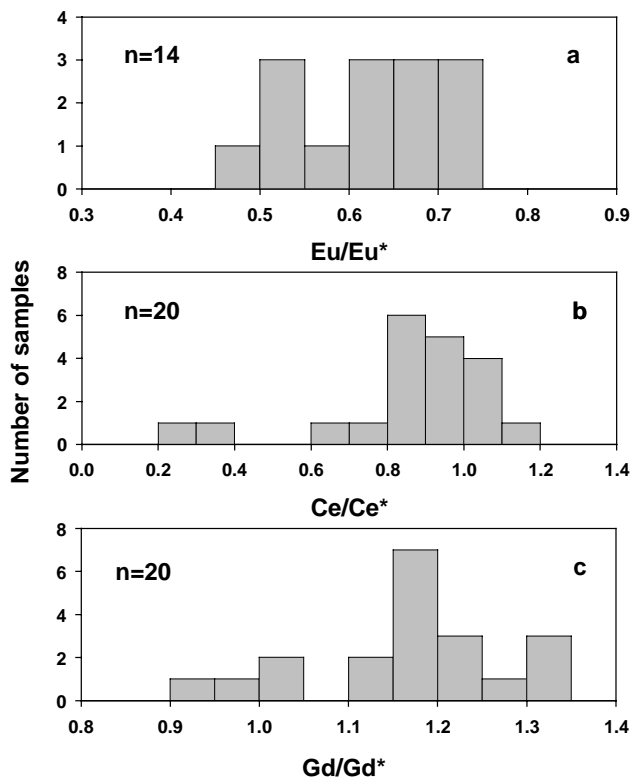 Number of samples
4
3
2
1
0
n=14
a
0.3 0.4 0.5 0.6 0.7 0.8 0.9
Eu/Eu*
8
6
4
2
0
n=20
b
0.0 0.2 0.4 0.6 0.8 1.0 1.2 1.4
Ce/Ce*
8
6
4
2
0
n=20
c
0.8 0.9 1.0 1.1 1.2 1.3 1.4
Gd/Gd*